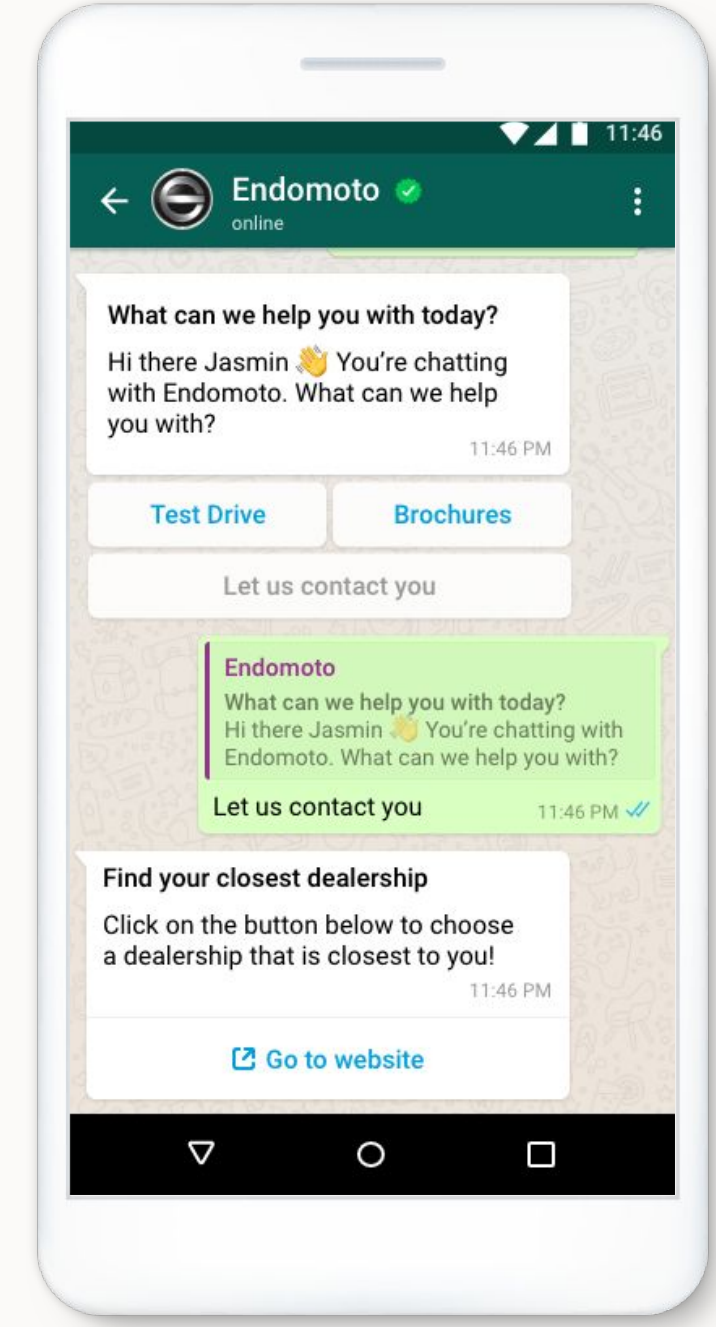 11:46
Endomoto
online
What can we help you with today?
Hi there Jasmin 👋 You’re chatting
with Endomoto. What can we help
you with?
11:46 PM
Test Drive
Brochures
Let us contact you
Endomoto
What can we help you with today?
Hi there Jasmin 👋 You’re chatting with
Endomoto. What can we help you with?
Let us contact you
11:46 PM
Find your closest dealership
Click on the button below to choose
a dealership that is closest to you!
11:46 PM
Go to website